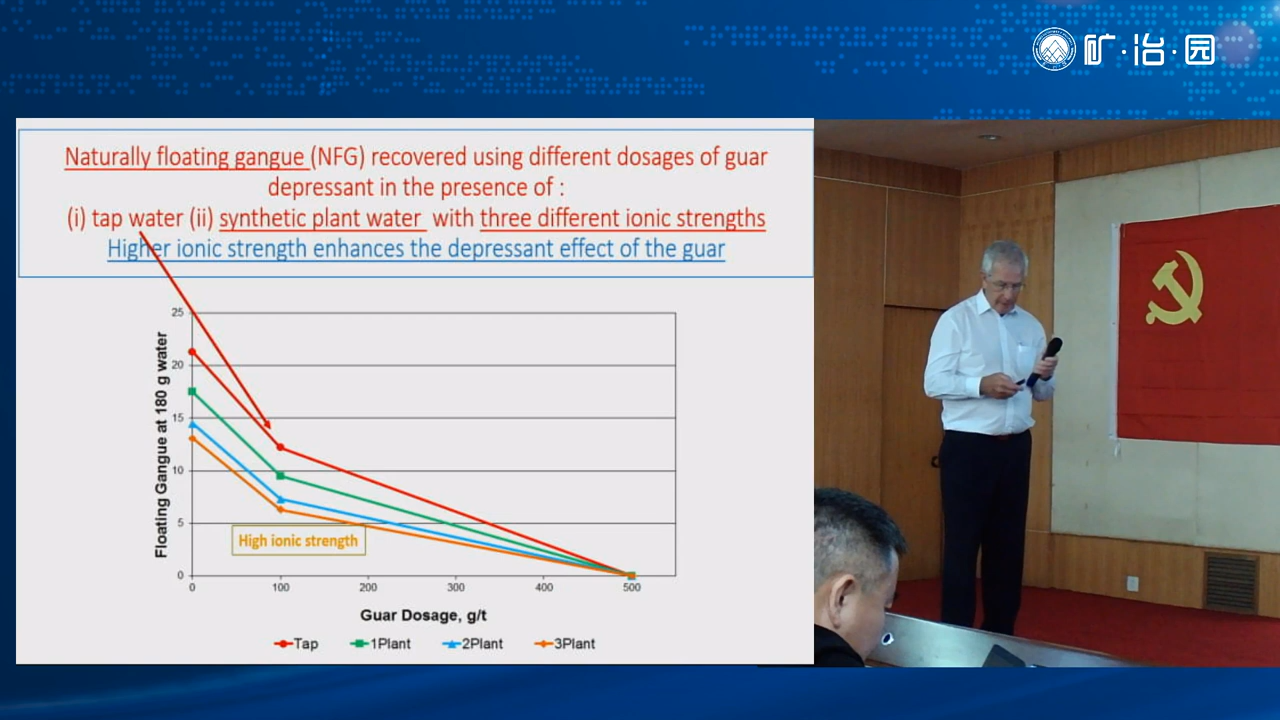 矿·冶·园
Naturally floating gangue (NFG) recovered using different dosages of guar
depressant in the presence of :
(i) tap water (ii) synthetic plant water with three different ionic strengths
Higher ionic strength enhances the depressant effect of the guar
Floating Gangue at 180 g water
25
20
15
10
5
0
High ionic strength
0 100 200 300 400 500
Guar Dosage, g/t
Tap 1Plant 2Plant 3Plant